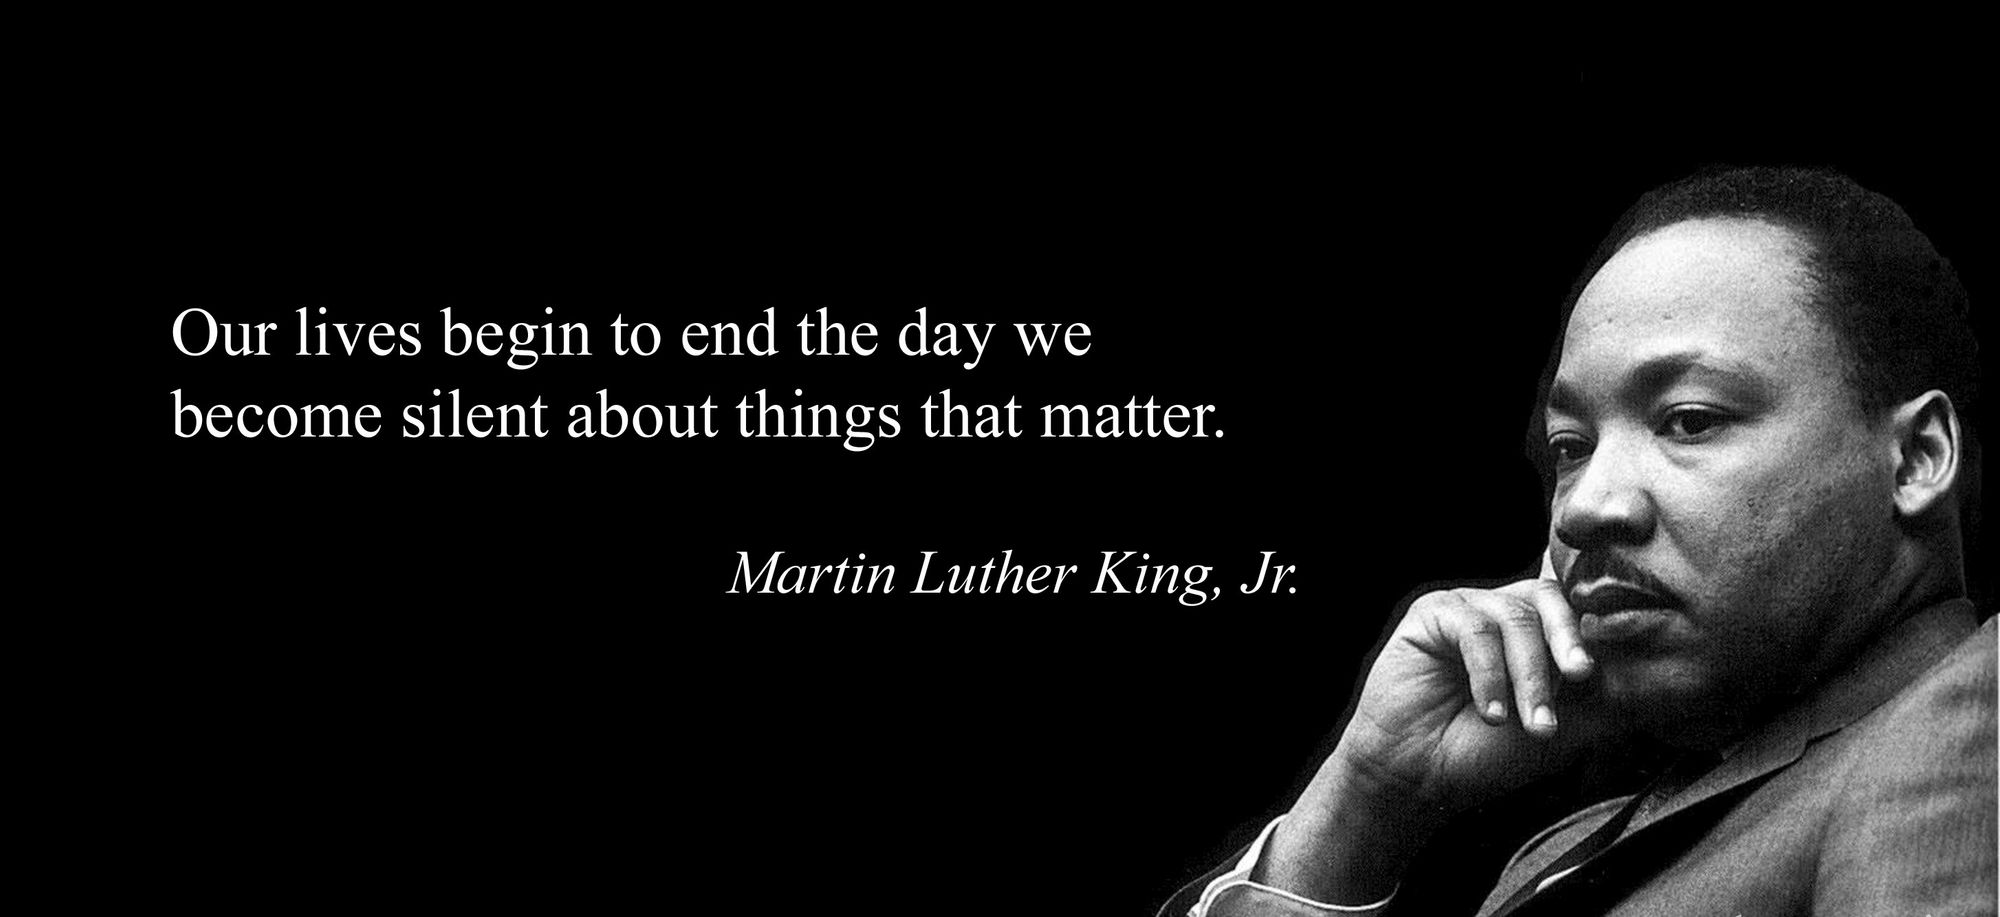 Our lives begin to end the day we
become silent about things that matter.
Martin Luther King, Jr.